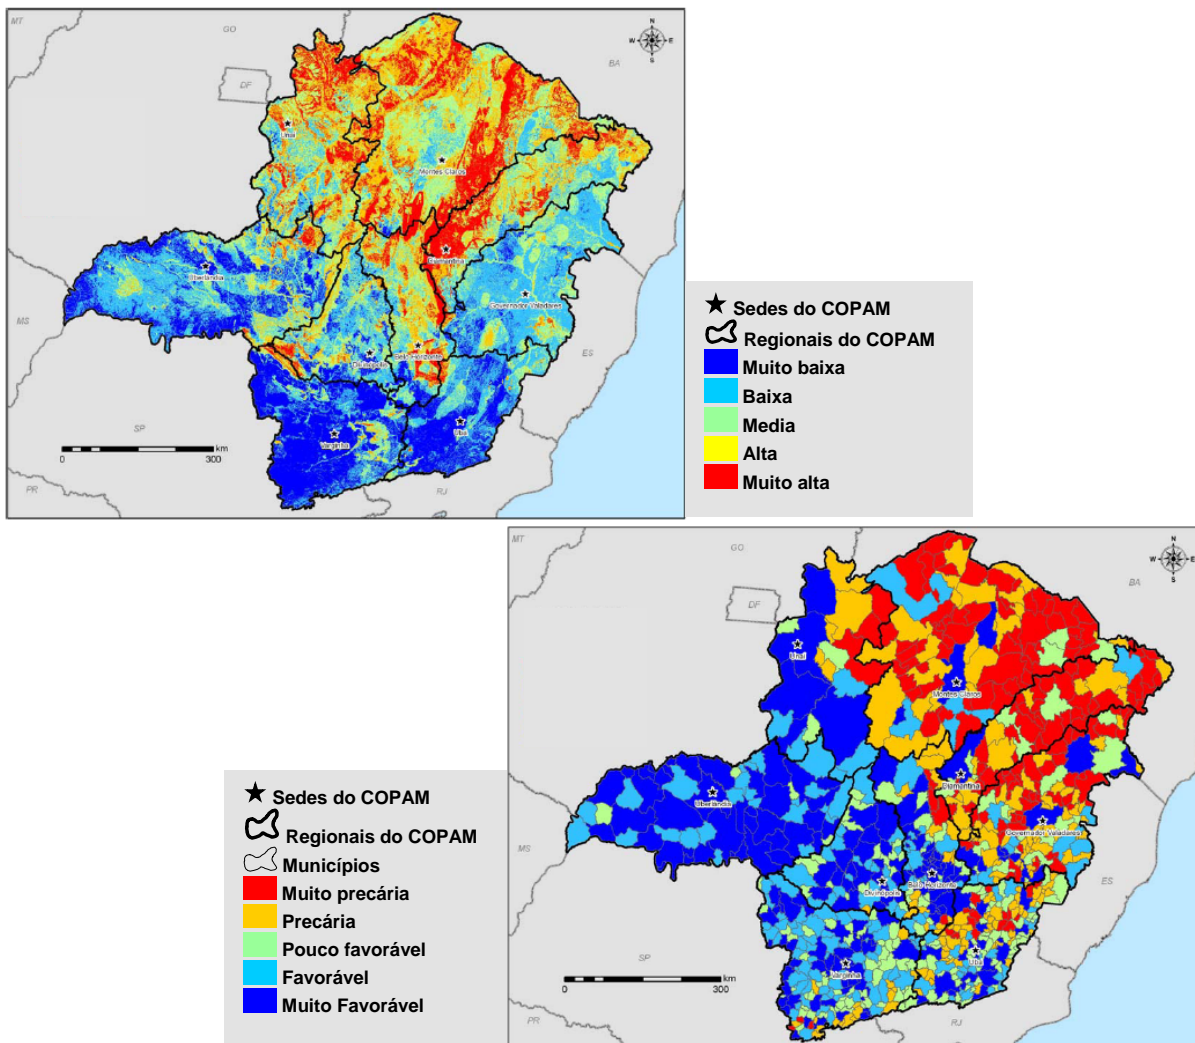 MT
GO
N
W E
S
DF
BA
Unaí
Montes Claros
Diamantina
Uberlândia
Governador Valadares
MS
ES
Belo Horizonte
Divinópolis
SP
Varginha
Ubá
km
0 300
PR
RJ
Sedes do COPAM
Regionais do COPAM
Muito baixa
Baixa
Media
Alta
Muito alta
MT
GO
N
W E
S
DF
BA
Unaí
Montes Claros
Diamantina
Uberlândia
Governador Valadares
MS
ES
Belo Horizonte
Divinópolis
SP
Varginha
Ubá
km
0 300
PR
RJ
Sedes do COPAM
Regionais do COPAM
Municípios
Muito precária
Precária
Pouco favorável
Favorável
Muito Favorável